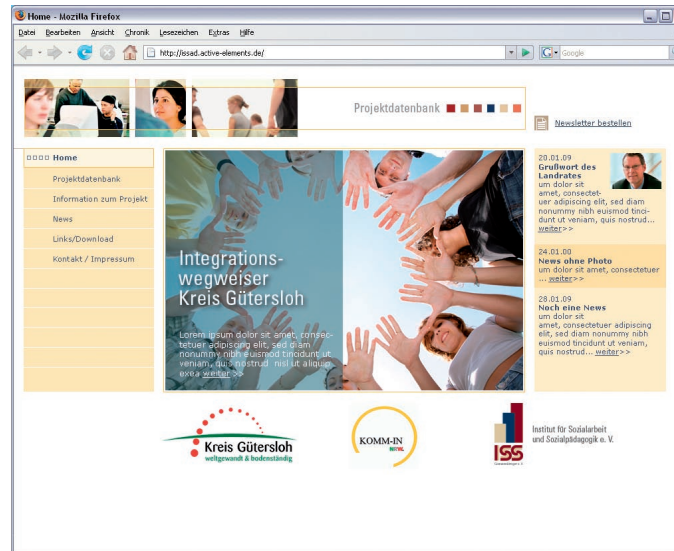 Home - Mozilla Firefox
Datei Bearbeiten Ansicht Chronik Lesezeichen Extras Hilfe
http://issad.active-elements.de/
Google
Projektdatenbank
Newsletter bestellen
Home
Projektdatenbank
Information zum Projekt
News
Links/Download
Kontakt / Impressum
Integrations-
wegweiser
Kreis Gütersloh
Lorem ipsum dolor sit amet, consec-
tetuer adipiscing elit, sed diam
nonummy nibh euismod tincidunt ut
veniam, quis nostrud nisl ut aliquip
exea weiter >>
20.01.09
Grußwort des
Landrates
um dolor sit
amet, consectet-
uer adipiscing elit, sed diam
nonummy nibh euismod tinci-
dunt ut veniam, quis nostrud...
weiter>>
24.01.00
News ohne Photo
um dolor sit amet, consectetuer
... weiter>>
28.01.09
Noch eine News
um dolor sit
amet, consectetuer adipiscing
elit, sed diam nonummy nibh
euismod tincidunt ut veniam,
quis nostrud... weiter>>
Kreis Gütersloh
weltgewandt & bodenständig
KOMM-IN
NRW
ISS
Institut für Sozialarbeit
und Sozialpädagogik e. V.